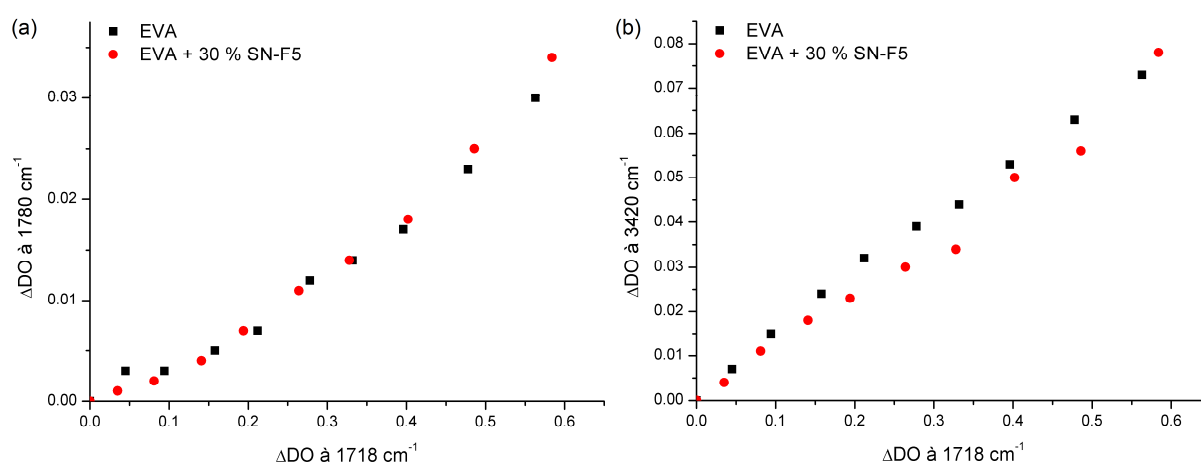 (a)
EVA
EVA + 30 % SN-F5
ΔDO à 1780 cm⁻¹
0.03
0.02
0.01
0.00
0.0 0.1 0.2 0.3 0.4 0.5 0.6
ΔDO à 1718 cm⁻¹
(b)
EVA
EVA + 30 % SN-F5
ΔDO à 3420 cm⁻¹
0.08
0.07
0.06
0.05
0.04
0.03
0.02
0.01
0.00
0.0 0.1 0.2 0.3 0.4 0.5 0.6
ΔDO à 1718 cm⁻¹